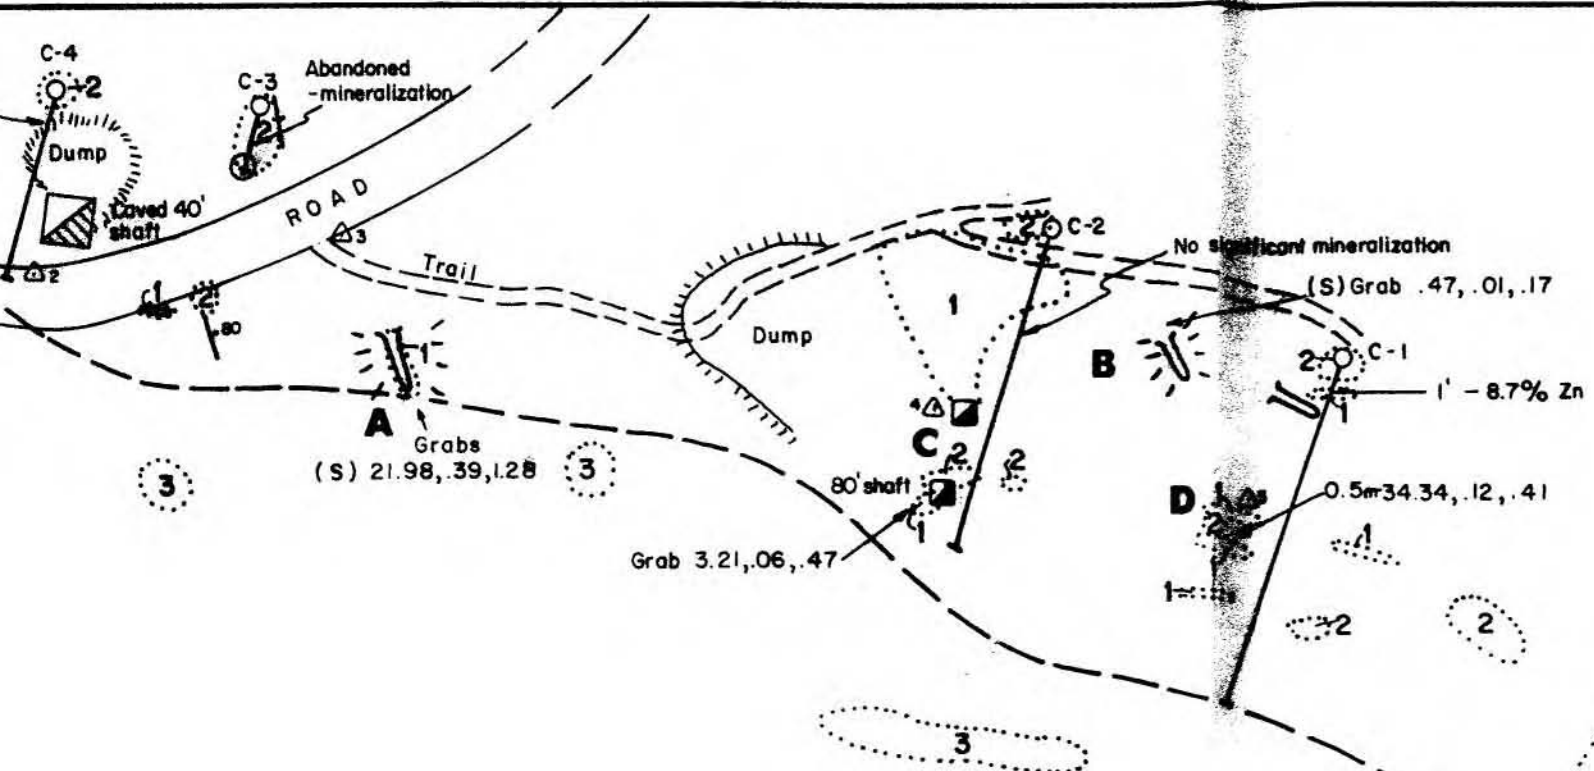 C-4
2
Dump
Caved 40'
shaft
2
C-3
2
Abandoned
-mineralization
ROAD
3
Trail
1
2
80
1
A
Grabs
(S) 21.98,.39,1.28
3
3
Dump
1
2
C-2
No significant mineralization
(S)Grab .47,.01,.17
B
2
C-1
1
1' - 8.7% Zn
4
C
2
2
80' shaft
1
Grab 3.21,.06,.47
D
1
2
0.5m 34.34, .12, .41
1
1
2
2
3